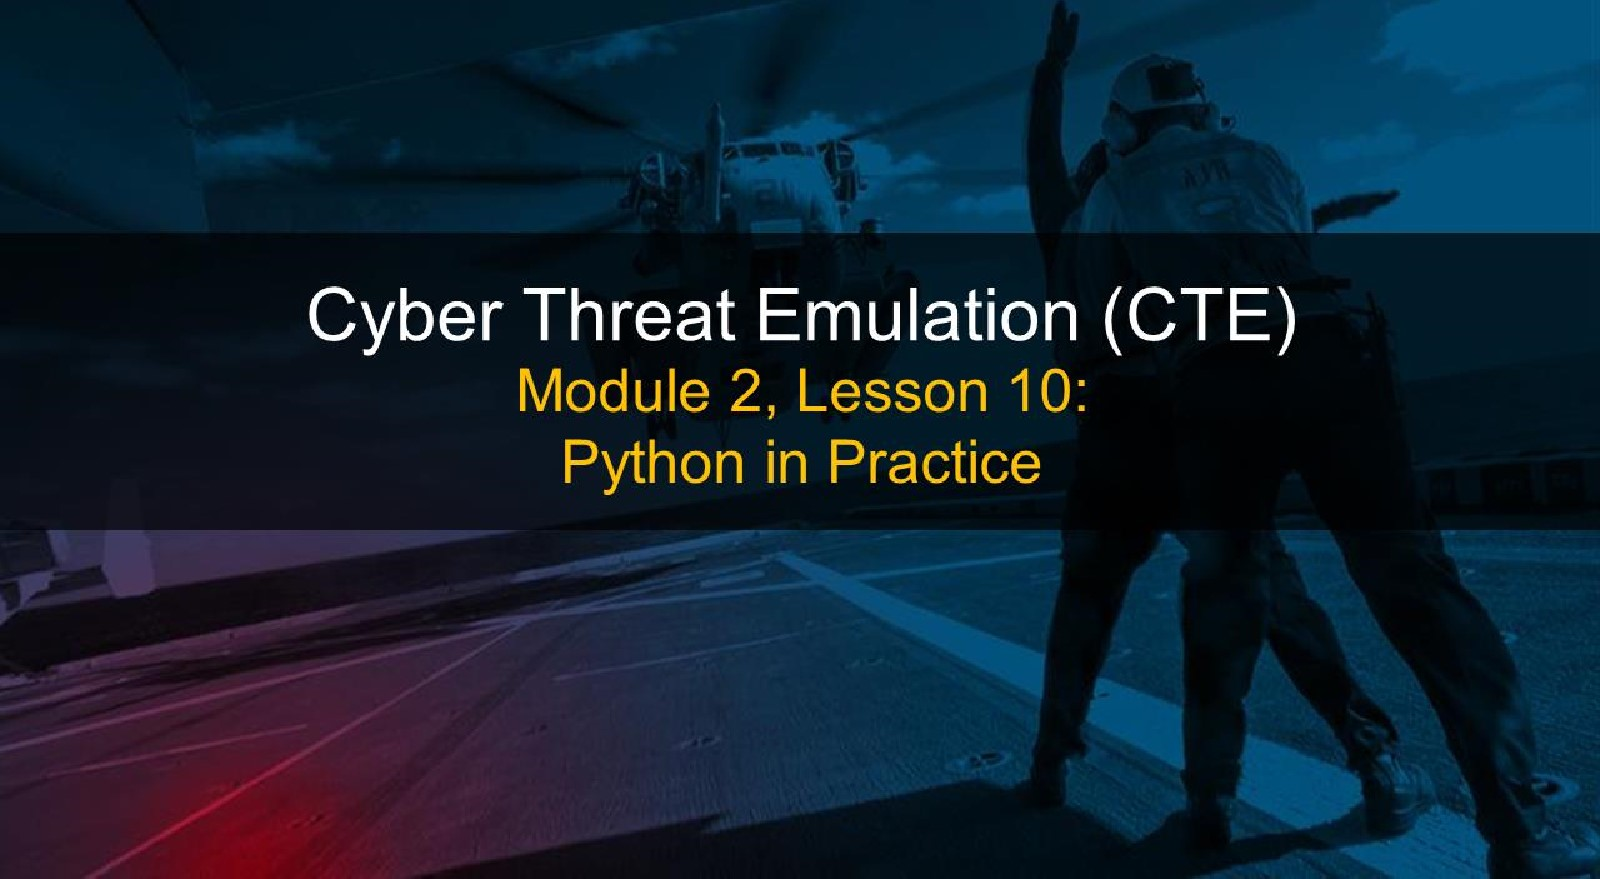 Cyber Threat Emulation (CTE)
Module 2, Lesson 10:
Python in Practice